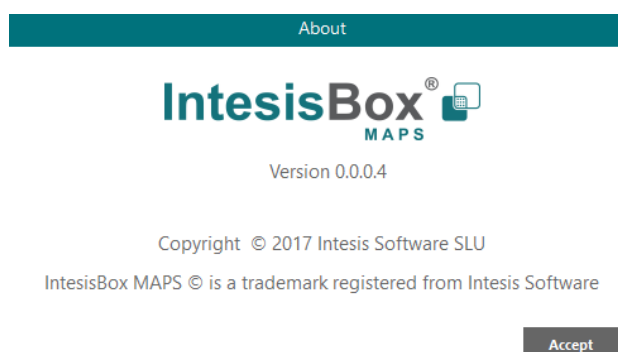 About
IntesisBox®
MAPS
Version 0.0.0.4
Copyright © 2017 Intesis Software SLU
IntesisBox MAPS © is a trademark registered from Intesis Software
Accept